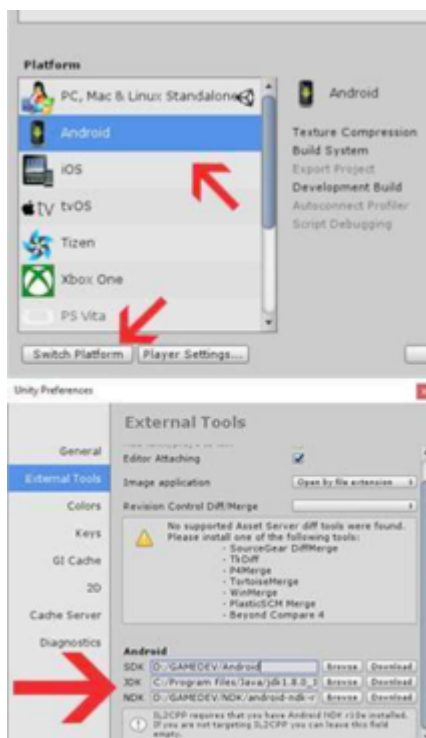 Platform
PC, Mac & Linux Standalone
Android
iOS
tv tvOS
Tizen
Xbox One
PS Vita
Switch Platform
Player Settings...
Android
Texture Compression
Build System
Export Project
Development Build
Autoconnect Profiler
Script Debugging
Unity Preferences
General
External Tools
Colors
Keys
GI Cache
2D
Cache Server
Diagnostics
External Tools
Editor Attaching
Image application
Open by file extension
Revision Control Diff/Merge
No supported Asset Server diff tools were found.
Please install one of the following tools:
- SourceGear DiffMerge
- TkDiff
- P4Merge
- TortoiseMerge
- WinMerge
- PlasticSCM Merge
- Beyond Compare 4
Android
SDK D:/GAMEDEV/Android Browse Download
JDK C:/Program Files/Java/jdk1.8.0_ Browse Download
NDK D:/GAMEDEV/NDK/android-ndk-r Browse Download
IL2CPP requires that you have Android NDK r10e installed.
If you are not targeting IL2CPP you can leave this field
empty.